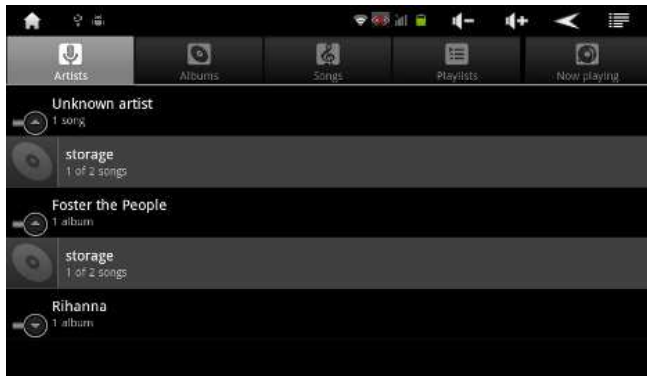 Artists
Albums
Songs
Playlists
Now playing
Unknown artist
1 song
storage
1 of 2 songs
Foster the People
1 album
storage
1 of 2 songs
Rihanna
1 album